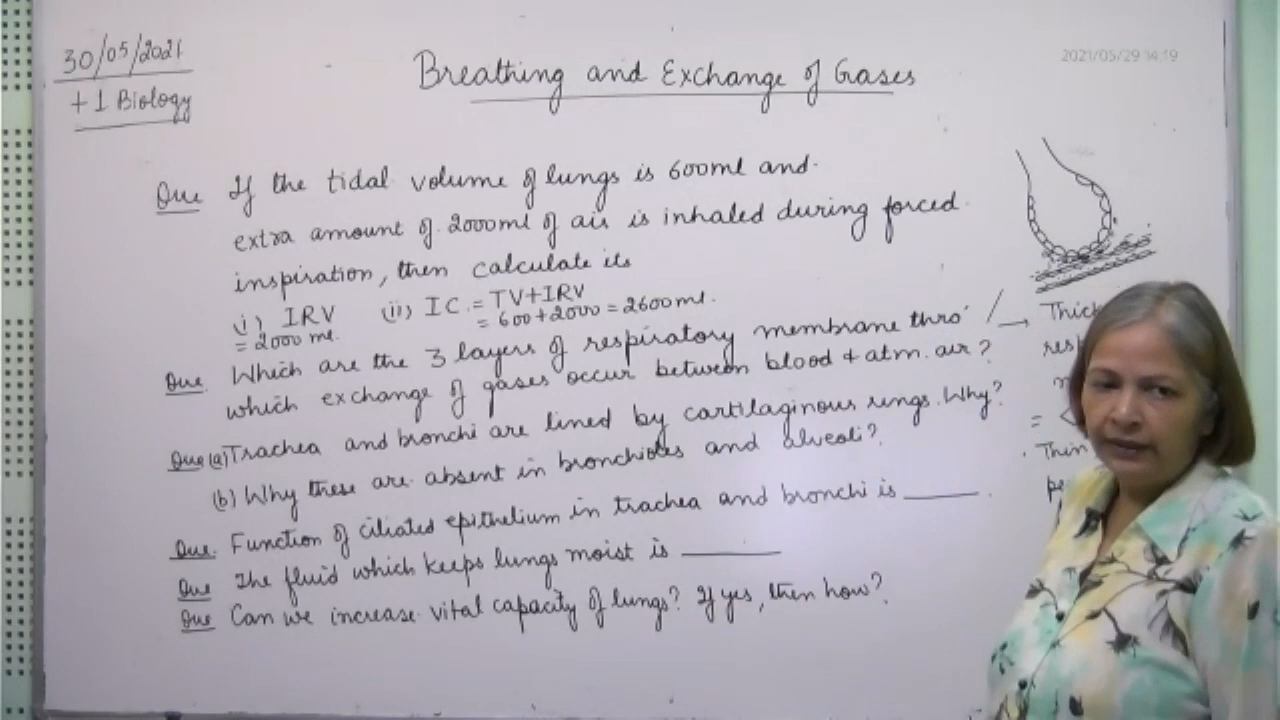 30/05/2021
+1 Biology
Breathing and Exchange of Gases
2021/05/29 14:19
Que If the tidal volume of lungs is 600ml and
extra amount of 2000ml of air is inhaled during forced
inspiration, then calculate its
(i) IRV (ii) IC = TV+IRV
= 2000 ml. = 600+2000 = 2600ml.
Que. Which are the 3 layers of respiratory membrane thro'
which exchange of gases occur between blood & atm. air?
Que (a) Trachea and bronchi are lined by cartilaginous rings. Why?
(b) Why these are absent in bronchioles and alveoli?
Que. Function of ciliated epithelium in trachea and bronchi is ______.
Que The fluid which keeps lungs moist is ______
Que Can we increase vital capacity of lungs? If yes, then how?
Thin